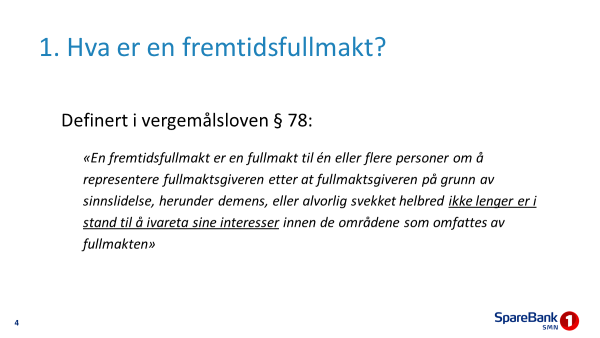 1. Hva er en fremtidsfullmakt?
Definert i vergemålsloven § 78:
«En fremtidsfullmakt er en fullmakt til én eller flere personer om å
representere fullmaktsgiveren etter at fullmaktsgiveren på grunn av
sinnslidelse, herunder demens, eller alvorlig svekket helbred ikke lenger er i
stand til å ivareta sine interesser innen de områdene som omfattes av
fullmakten»
4
SpareBank 1
SMN